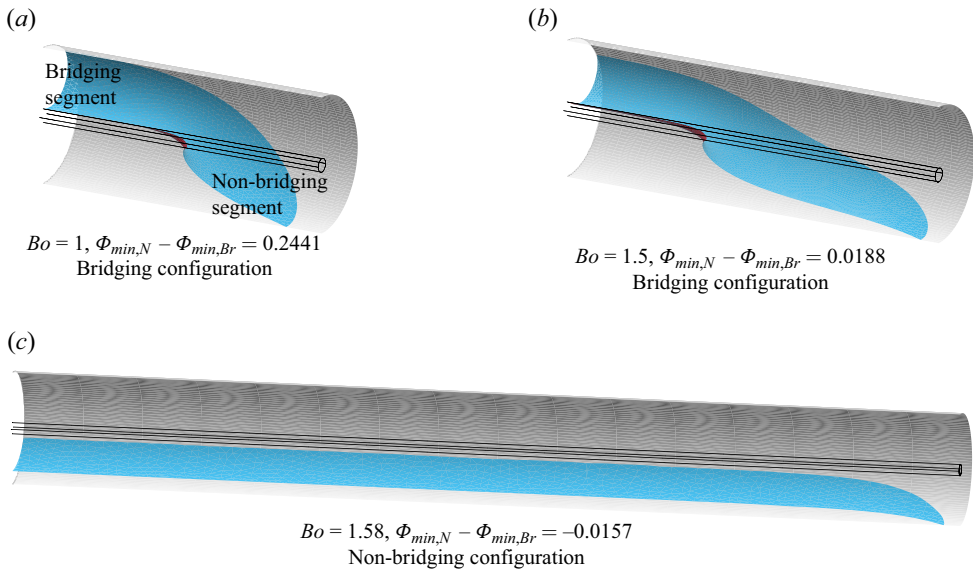 (a)
Bridging
segment
Non-bridging
segment
Bo = 1, Φmin,N − Φmin,Br = 0.2441
Bridging configuration
(b)
Bo = 1.5, Φmin,N − Φmin,Br = 0.0188
Bridging configuration
(c)
Bo = 1.58, Φmin,N − Φmin,Br = –0.0157
Non-bridging configuration